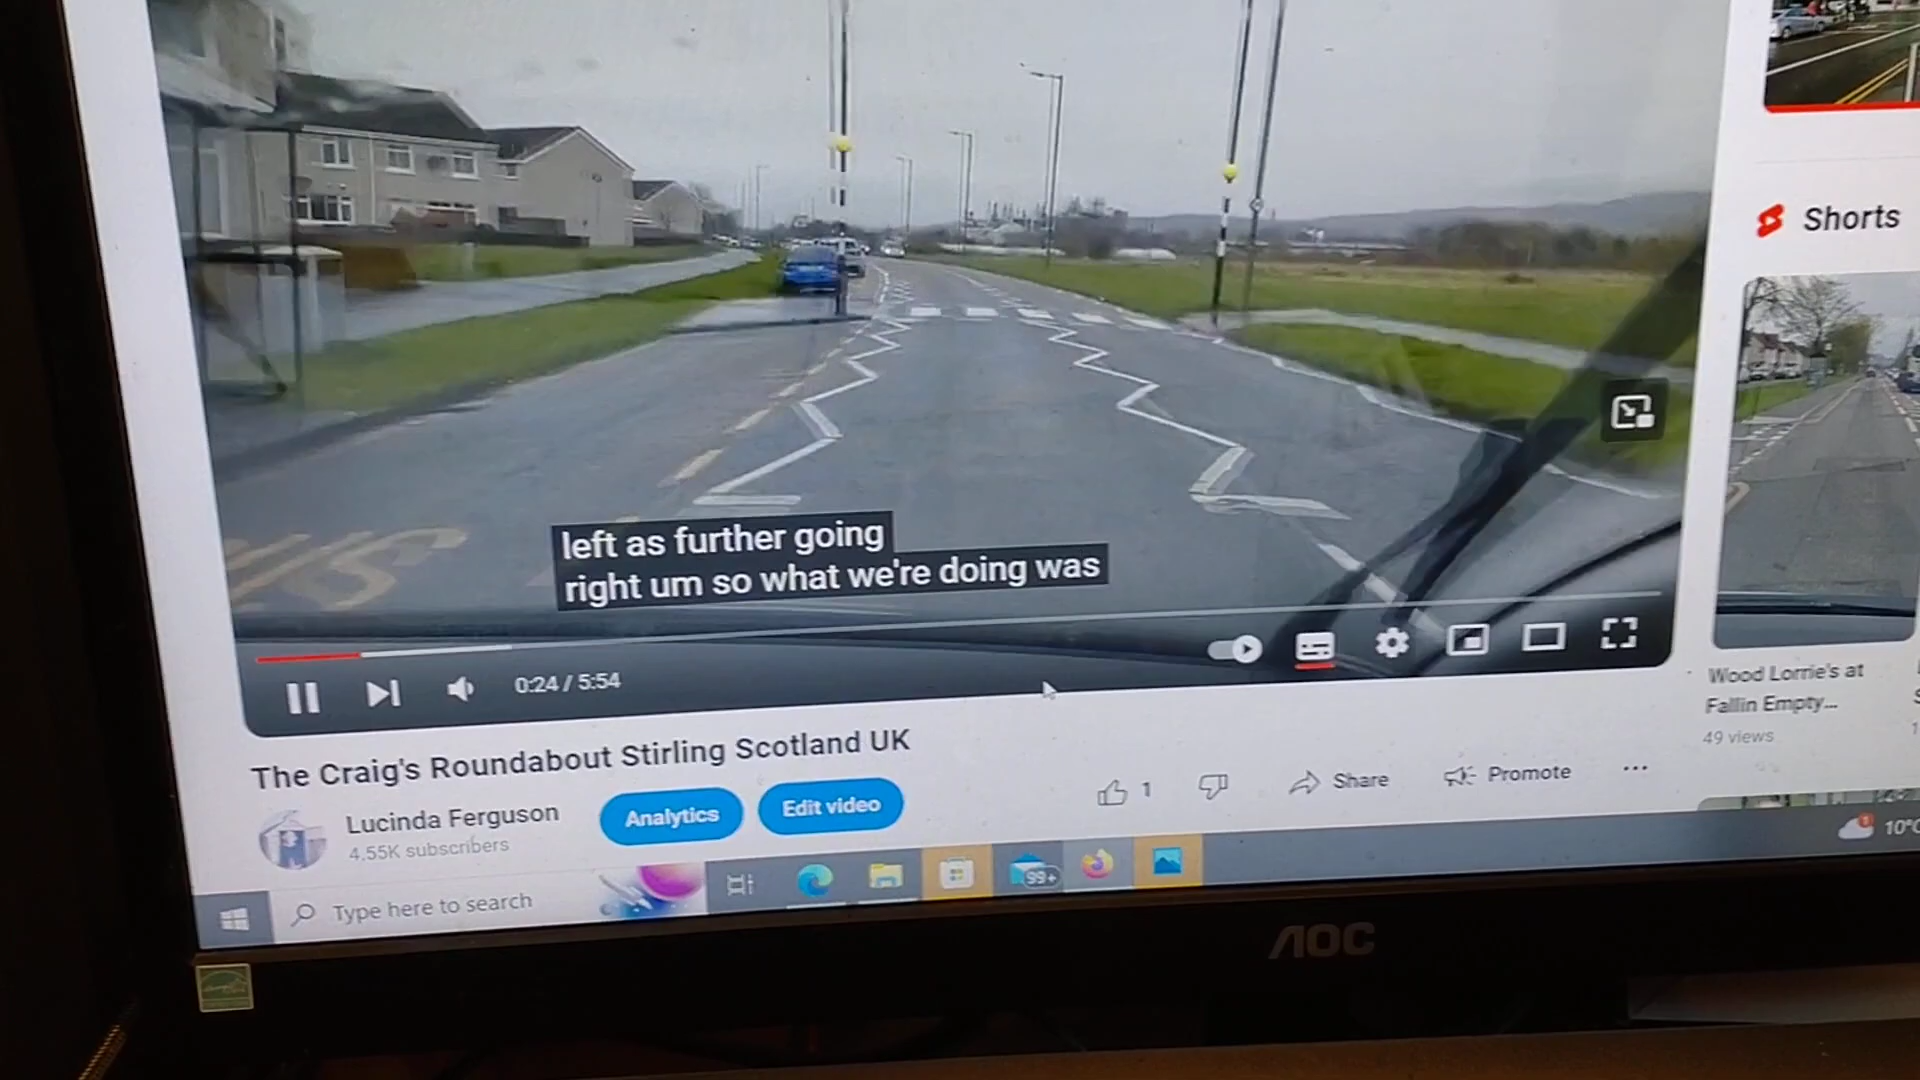 left as further going
right um so what we're doing was
0:24 / 5:54
The Craig's Roundabout Stirling Scotland UK
Lucinda Ferguson
4.55K subscribers
Analytics
Edit video
1
Share
Promote
...
Shorts
Wood Lorrie's at
Fallin Empty...
49 views
Type here to search
99+
1
10°C
AOC